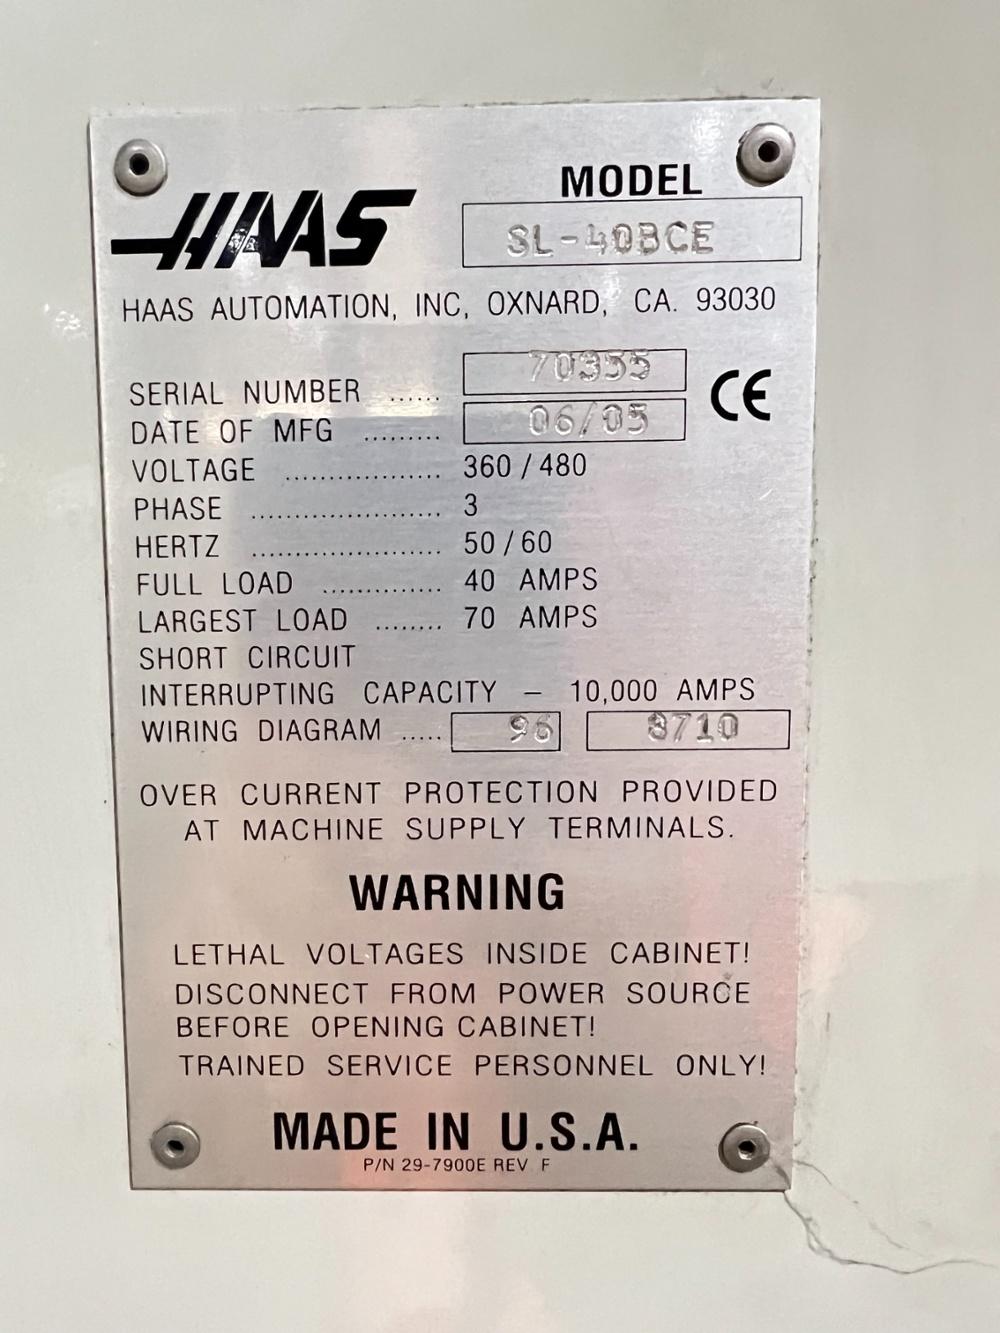 HAAS
MODEL
SL-40BCE
HAAS AUTOMATION, INC, OXNARD, CA. 93030
SERIAL NUMBER ...... 70355
CE
DATE OF MFG ......... 06/05
VOLTAGE .................. 360/480
PHASE ...................... 3
HERTZ ...................... 50/60
FULL LOAD .............. 40 AMPS
LARGEST LOAD ........ 70 AMPS
SHORT CIRCUIT
INTERRUPTING CAPACITY – 10,000 AMPS
WIRING DIAGRAM ..... 96 8710
OVER CURRENT PROTECTION PROVIDED
AT MACHINE SUPPLY TERMINALS.
WARNING
LETHAL VOLTAGES INSIDE CABINET!
DISCONNECT FROM POWER SOURCE
BEFORE OPENING CABINET!
TRAINED SERVICE PERSONNEL ONLY!
MADE IN U.S.A.
P/N 29-7900E REV F